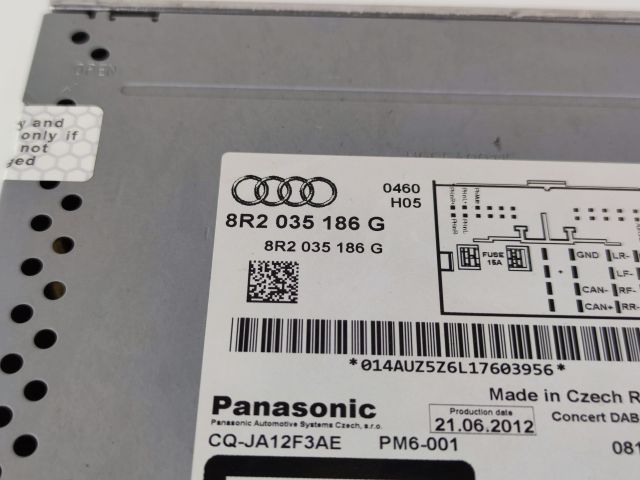 OPEN
y and
only if
not
ged
0460
H05
8R2 035 186 G
8R2 035 186 G
FUSE
15A
GND
LR-
+
LF-
CAN-
RF-
CAN+
RR-
*014AUZ5Z6L17603956*
Made in Czech R
Panasonic
Production date
Concert DAB
Panasonic Automotive Systems Czech, s.r.o.
21.06.2012
CQ-JA12F3AE PM6-001
081